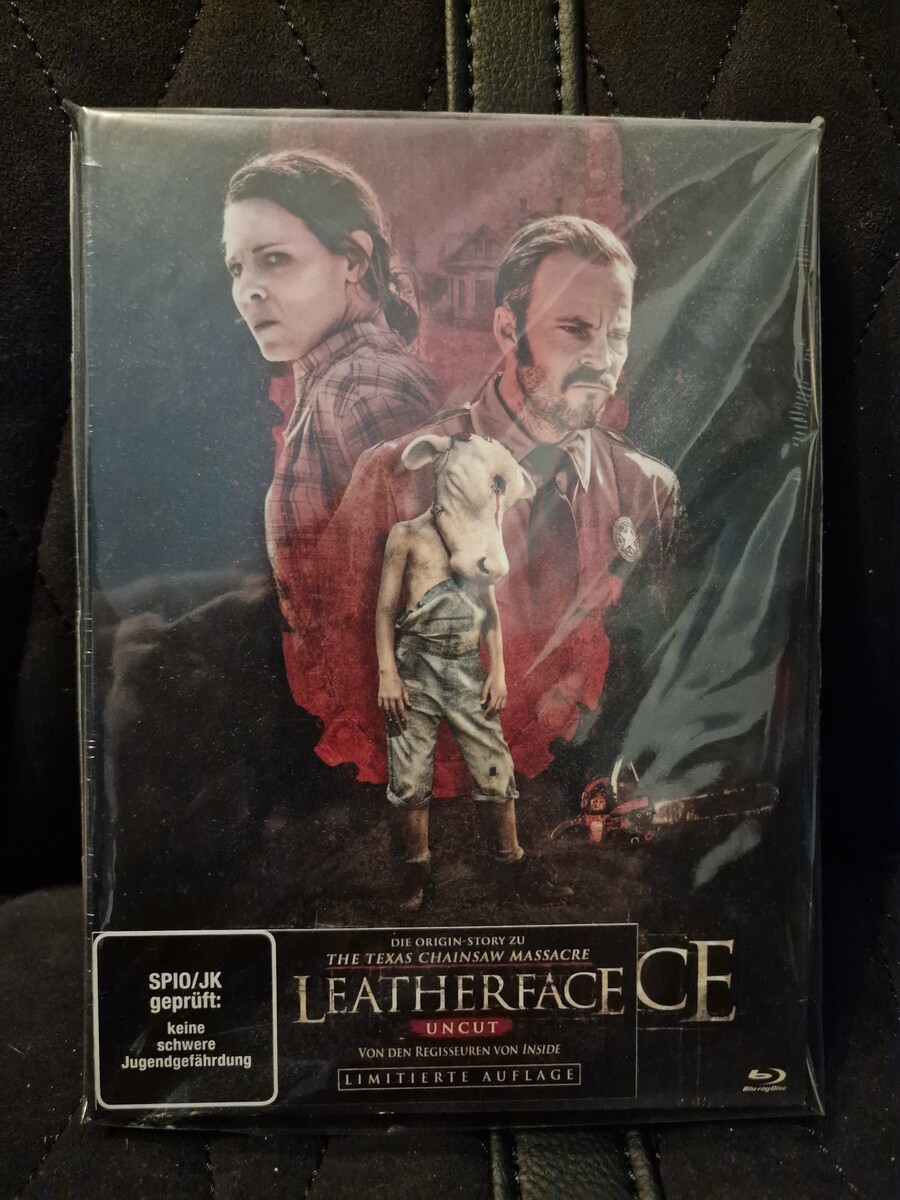 DIE ORIGIN-STORY ZU
THE TEXAS CHAINSAW MASSACRE
LEATHERFACE CE
UNCUT
VON DEN REGISSEUREN VON INSIDE
LIMITIERTE AUFLAGE
SPIO/JK
geprüft:
keine
schwere
Jugendgefährdung
Blu-ray Disc